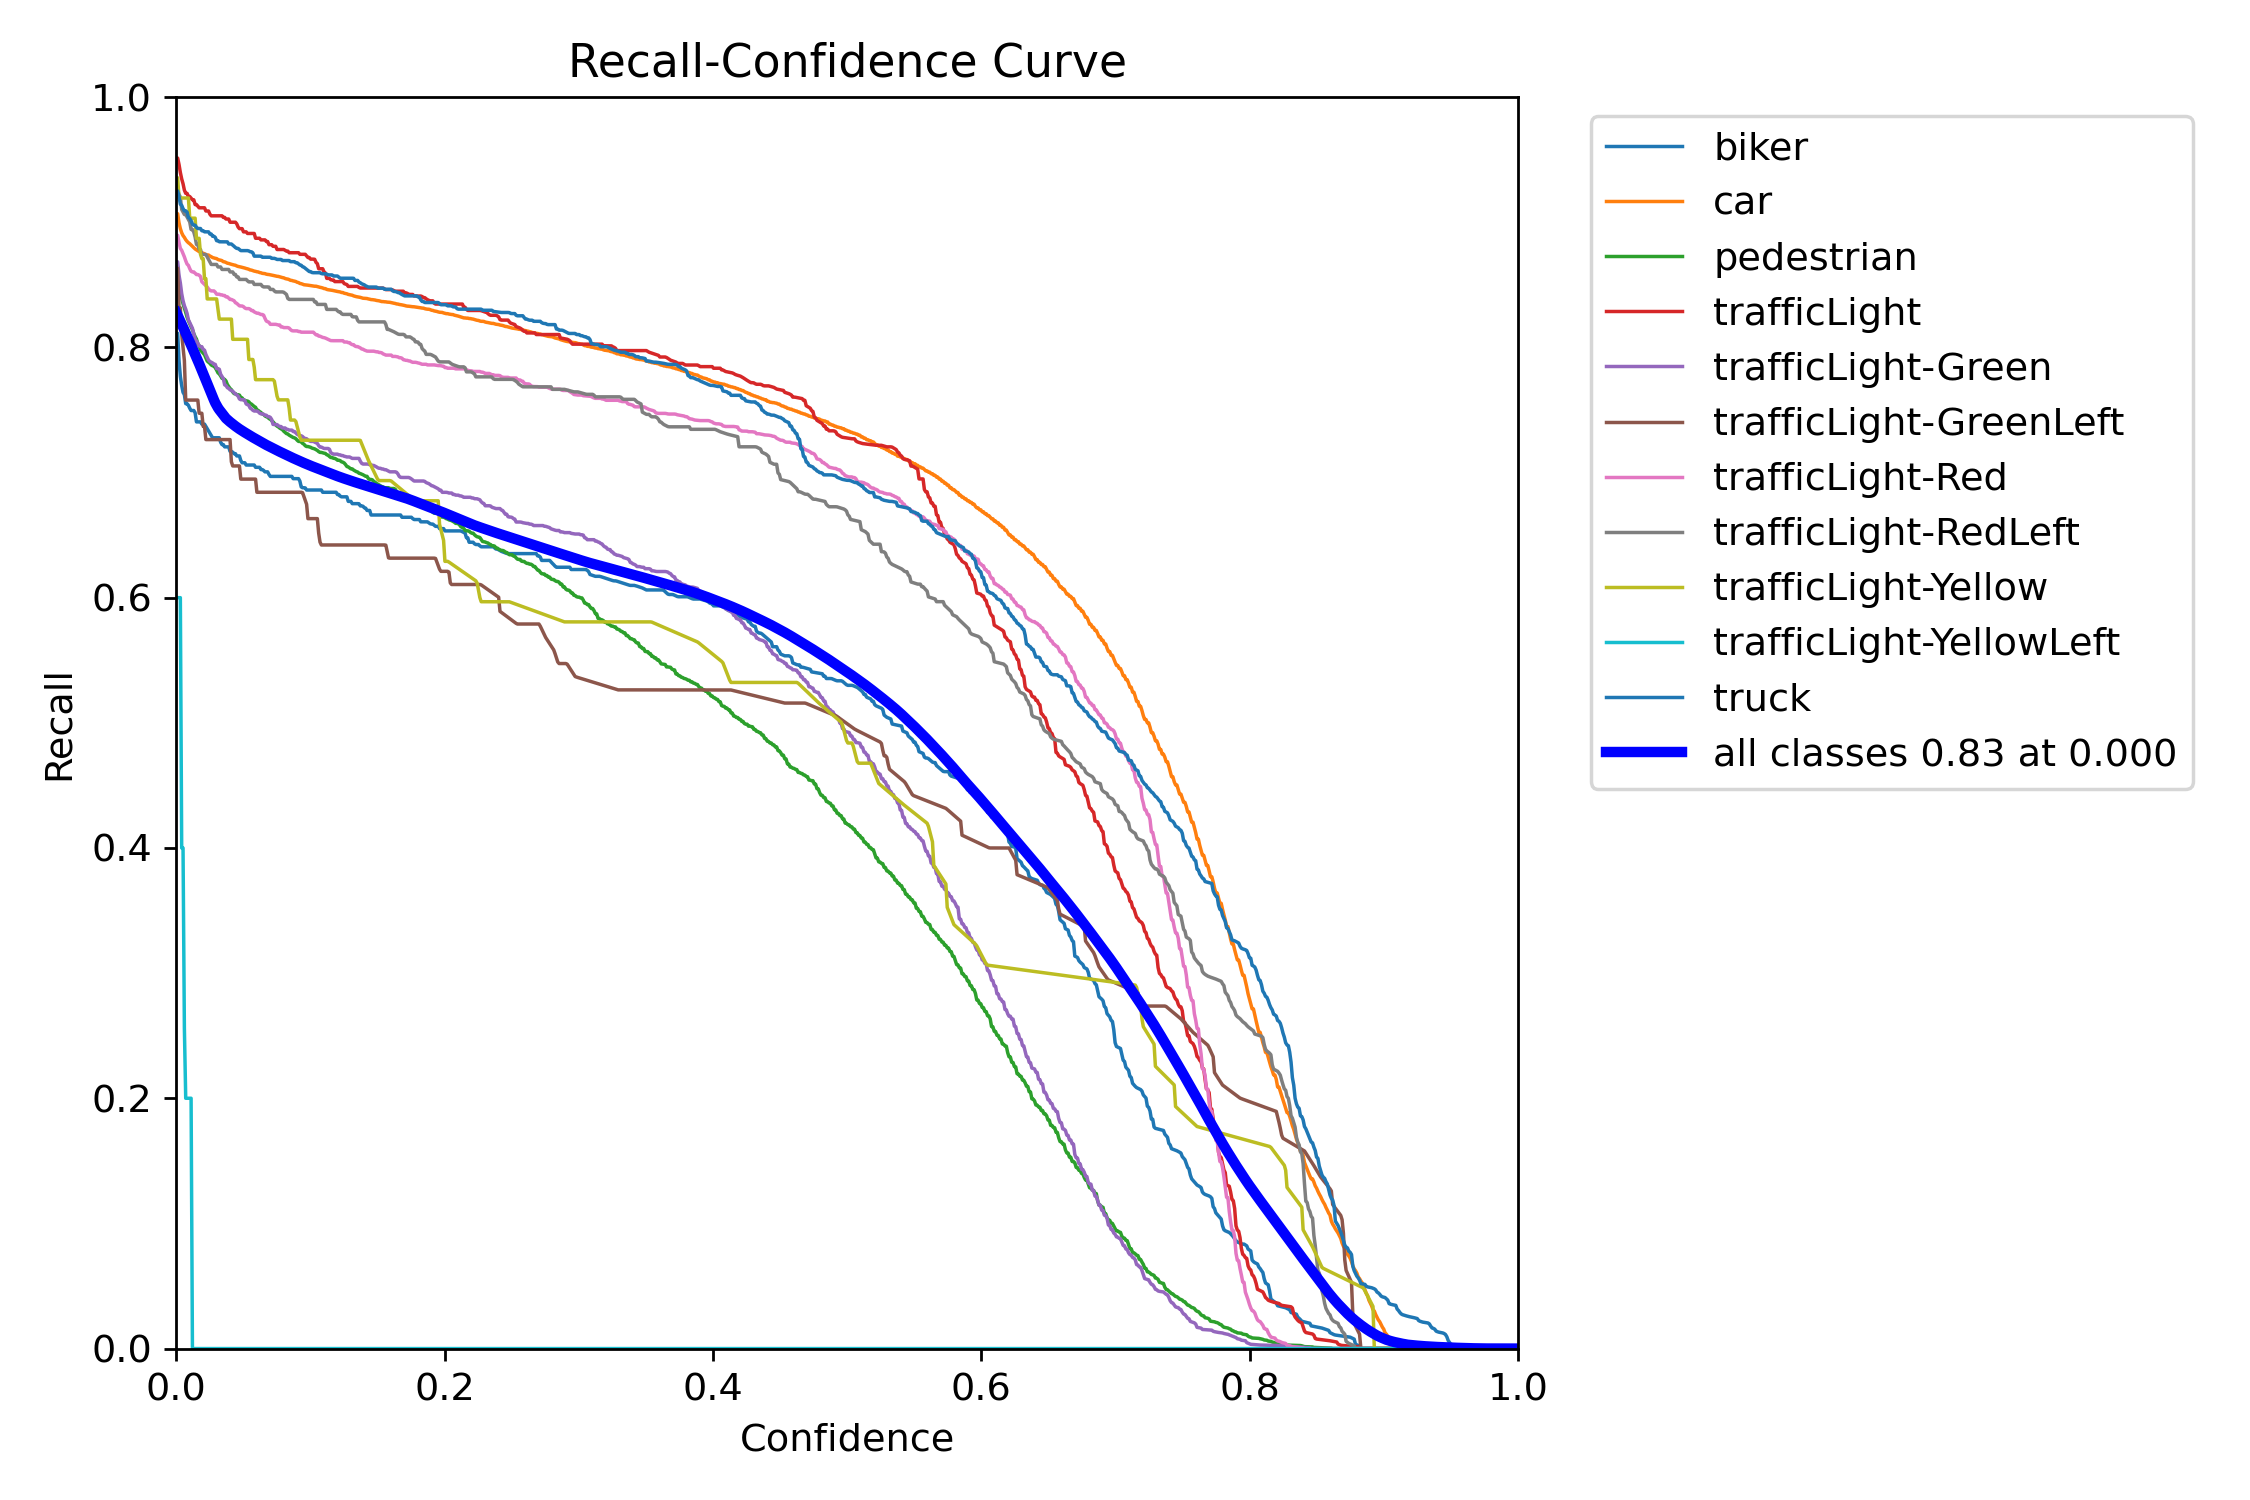 Recall-Confidence Curve
1.0
0.8
0.6
0.4
0.2
0.0
Recall
0.0 0.2 0.4 0.6 0.8 1.0
Confidence
biker
car
pedestrian
trafficLight
trafficLight-Green
trafficLight-GreenLeft
trafficLight-Red
trafficLight-RedLeft
trafficLight-Yellow
trafficLight-YellowLeft
truck
all classes 0.83 at 0.000